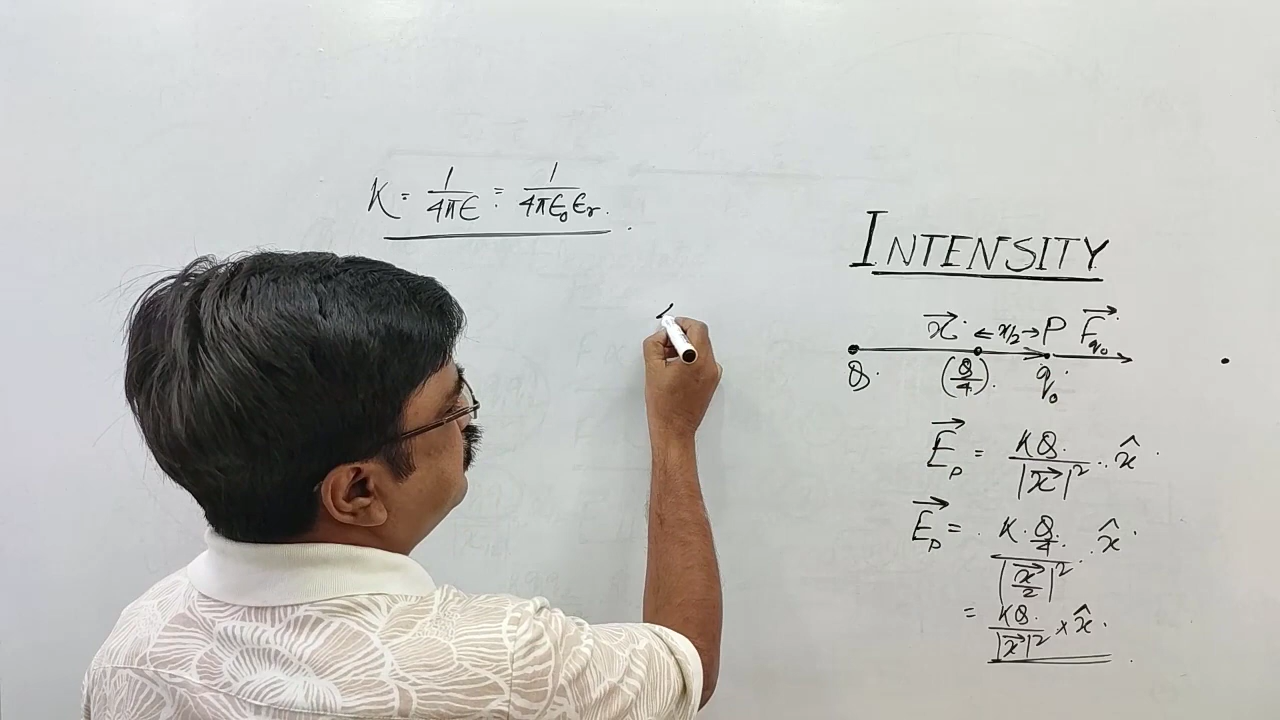 K = 1/4πϵ = 1/4πϵ₀ϵᵣ.
INTENSITY
x⃗ ← x/2 → P F⃗q₀
Q (Q/4) q₀
E⃗ₚ = KQ/|x⃗|² · x̂
E⃗ₚ = K·Q/4/|x⃗/2|² · x̂
= KQ/|x⃗|² × x̂